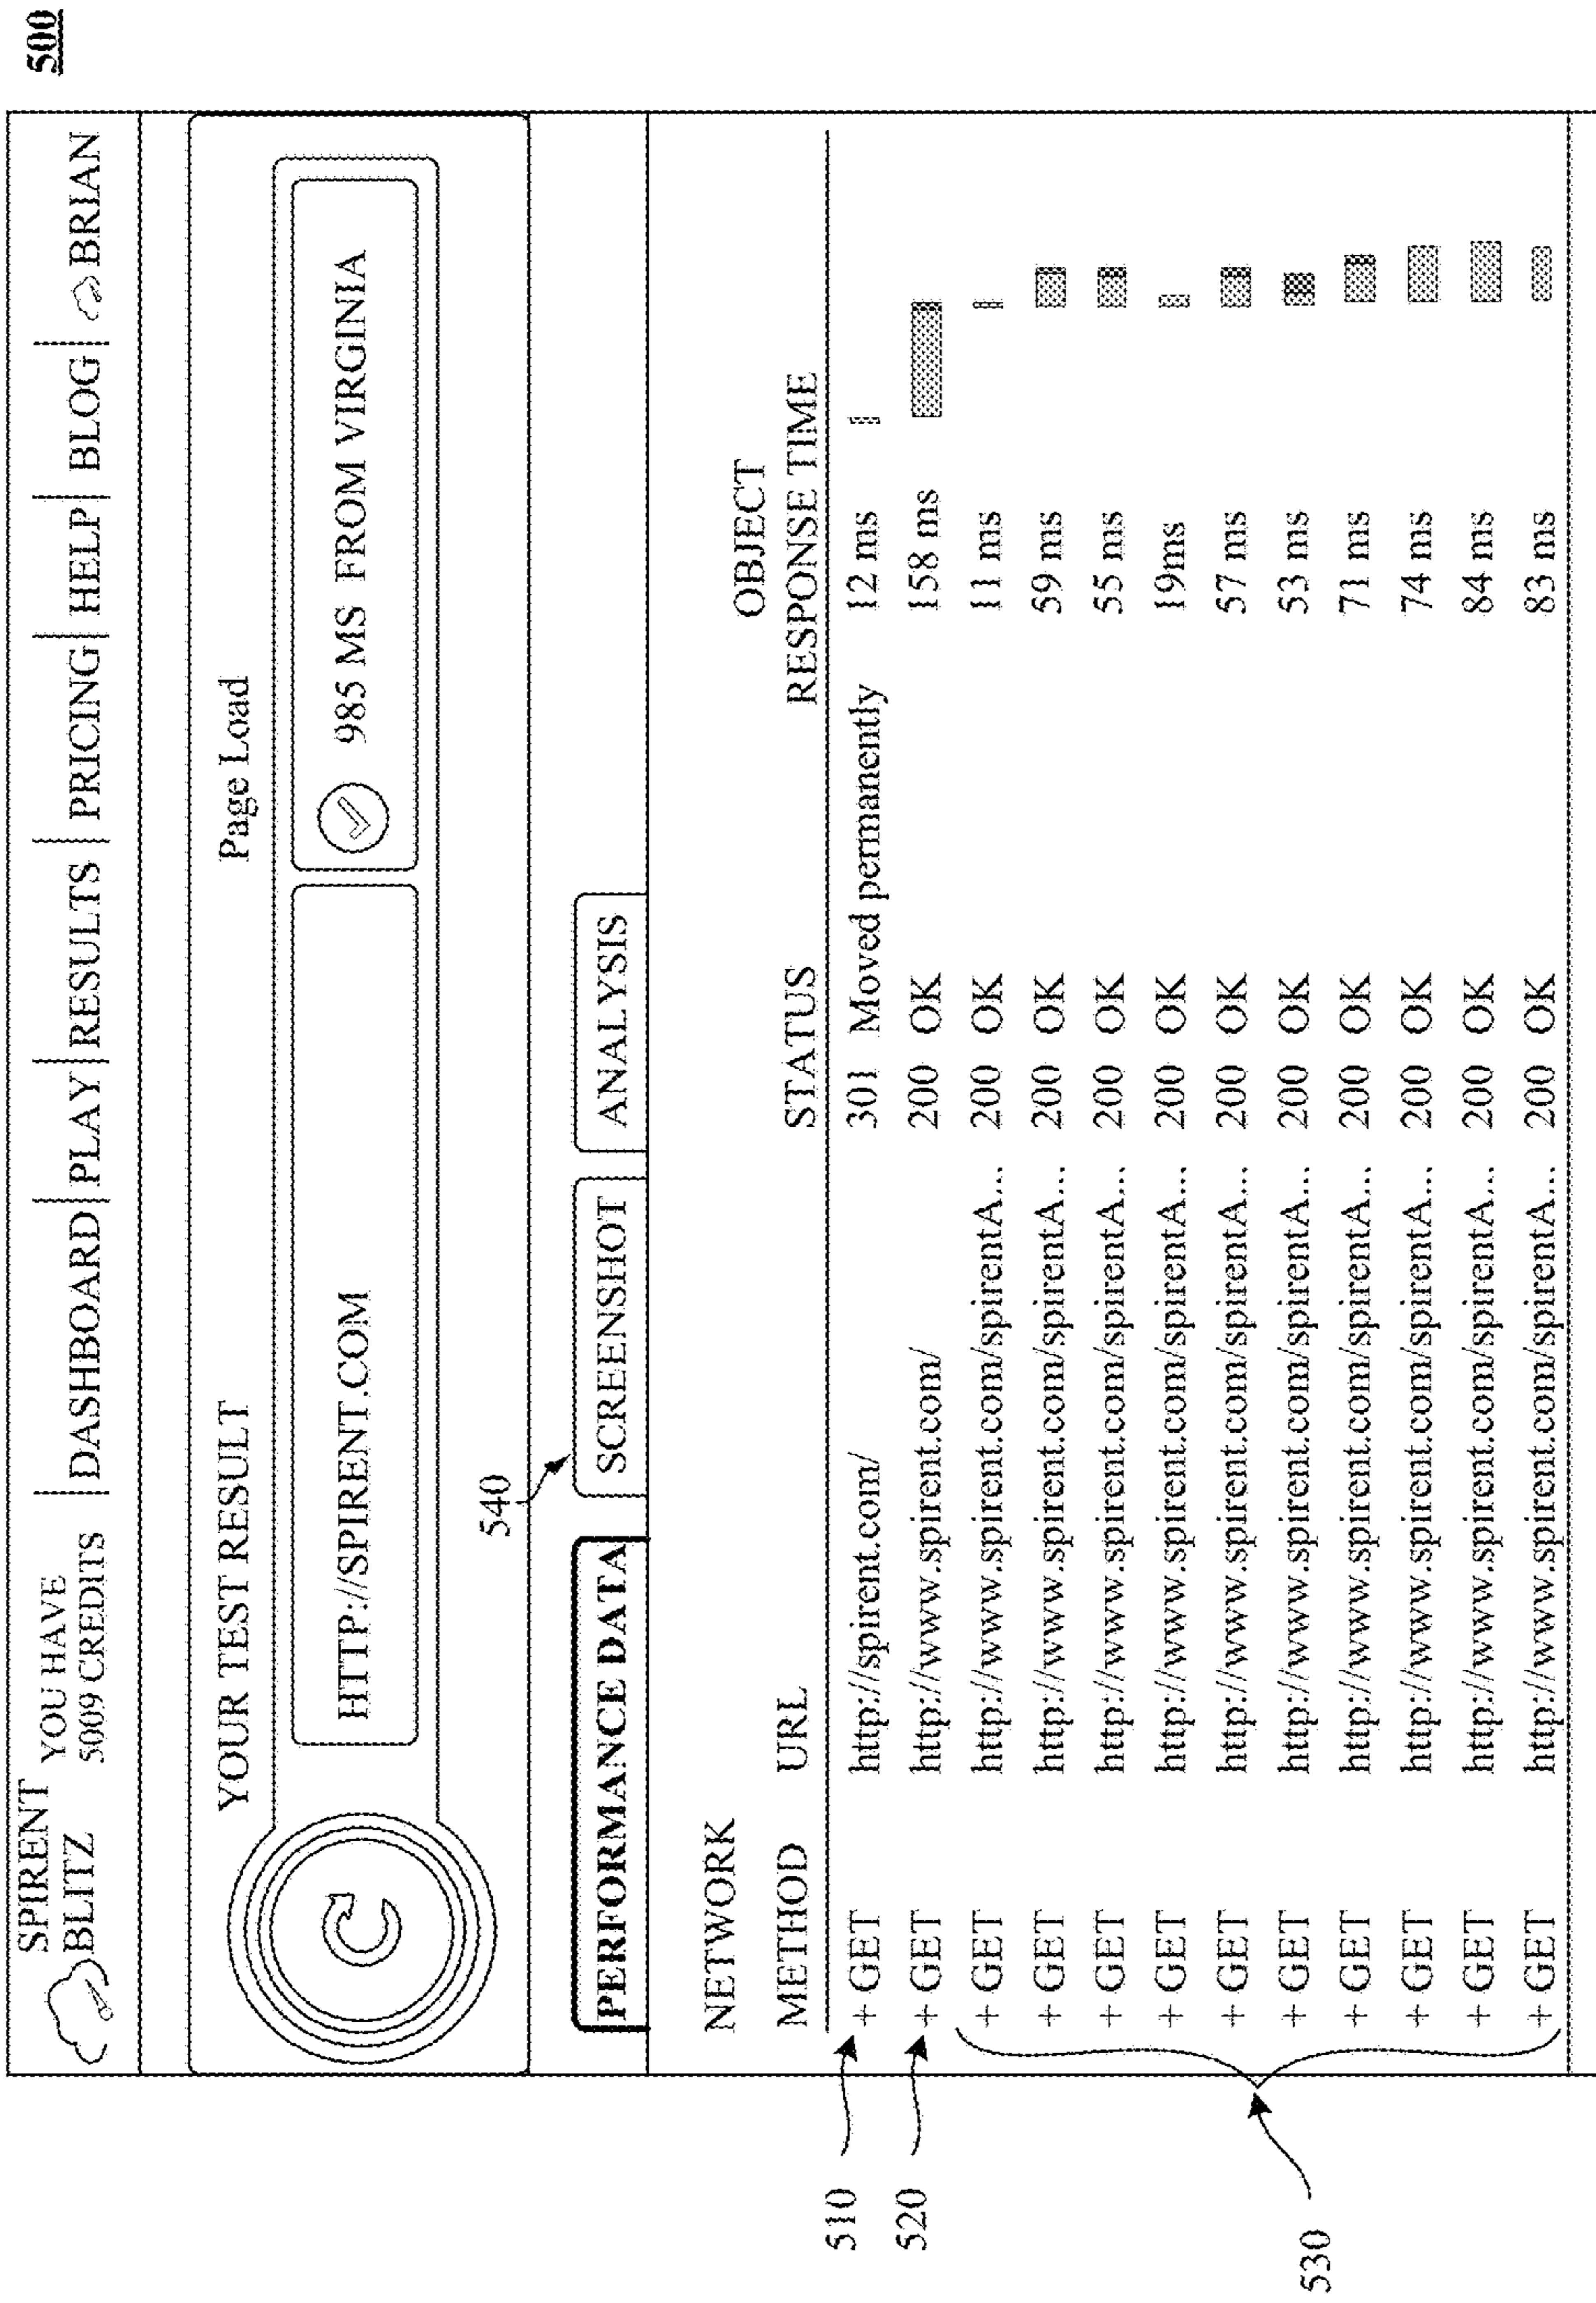 500
SPIRENT
BLITZ
YOU HAVE
5009 CREDITS
DASHBOARD PLAY RESULTS PRICING HELP BLOG BRIAN
YOUR TEST RESULT Page Load
HTTP://SPIRENT.COM 985 MS FROM VIRGINIA
540
PERFORMANCE DATA SCREENSHOT ANALYSIS
NETWORK OBJECT
METHOD URL STATUS RESPONSE TIME
510 + GET http://spirent.com/ 301 Moved permanently 12 ms
520 + GET http://www.spirent.com/ 200 OK 158 ms
+ GET http://www.spirent.com/spirentA... 200 OK 11 ms
+ GET http://www.spirent.com/spirentA... 200 OK 59 ms
+ GET http://www.spirent.com/spirentA... 200 OK 55 ms
+ GET http://www.spirent.com/spirentA... 200 OK 19ms
+ GET http://www.spirent.com/spirentA... 200 OK 57 ms
530 + GET http://www.spirent.com/spirentA... 200 OK 53 ms
+ GET http://www.spirent.com/spirentA... 200 OK 71 ms
+ GET http://www.spirent.com/spirentA... 200 OK 74 ms
+ GET http://www.spirent.com/spirentA... 200 OK 84 ms
+ GET http://www.spirent.com/spirentA... 200 OK 83 ms